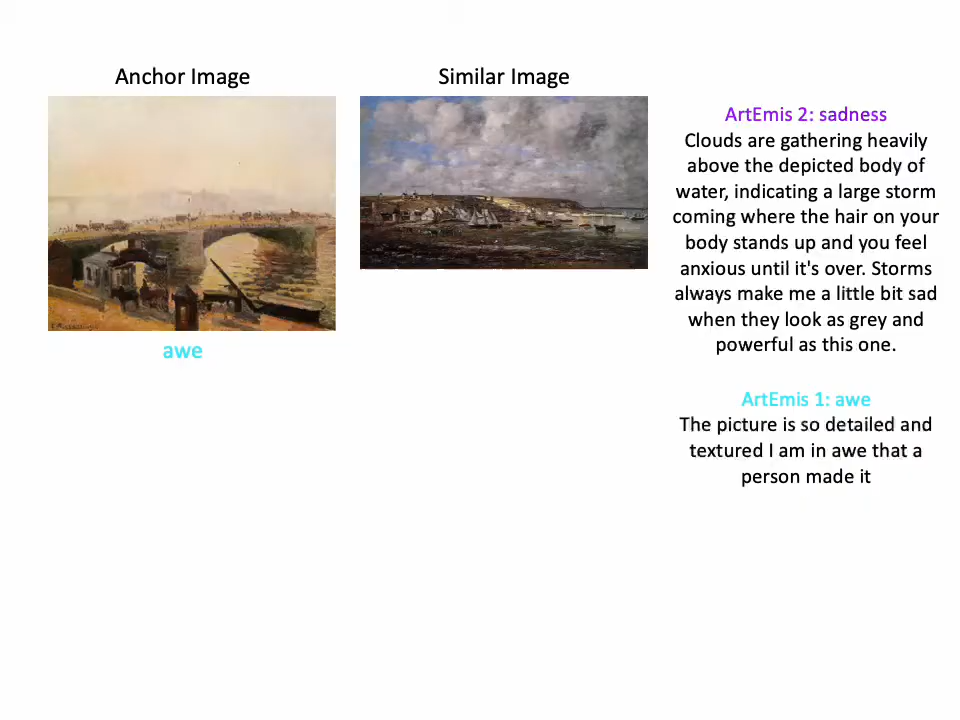 Anchor Image
Similar Image
awe
ArtEmis 2: sadness
Clouds are gathering heavily
above the depicted body of
water, indicating a large storm
coming where the hair on your
body stands up and you feel
anxious until it's over. Storms
always make me a little bit sad
when they look as grey and
powerful as this one.
ArtEmis 1: awe
The picture is so detailed and
textured I am in awe that a
person made it